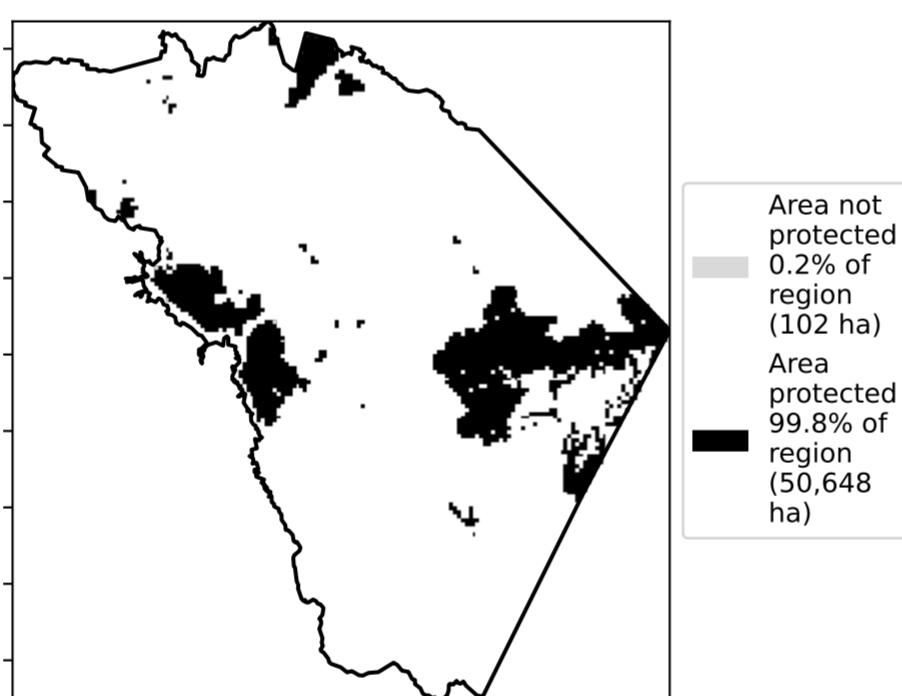 Area not
protected
0.2% of
region
(102 ha)
Area
protected
99.8% of
region
(50,648
ha)